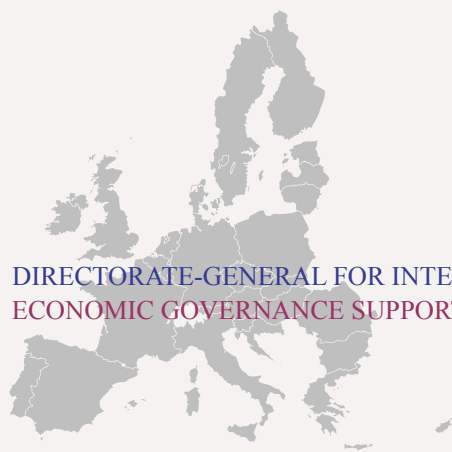 DIRECTORATE-GENERAL FOR INTE
ECONOMIC GOVERNANCE SUPPORT